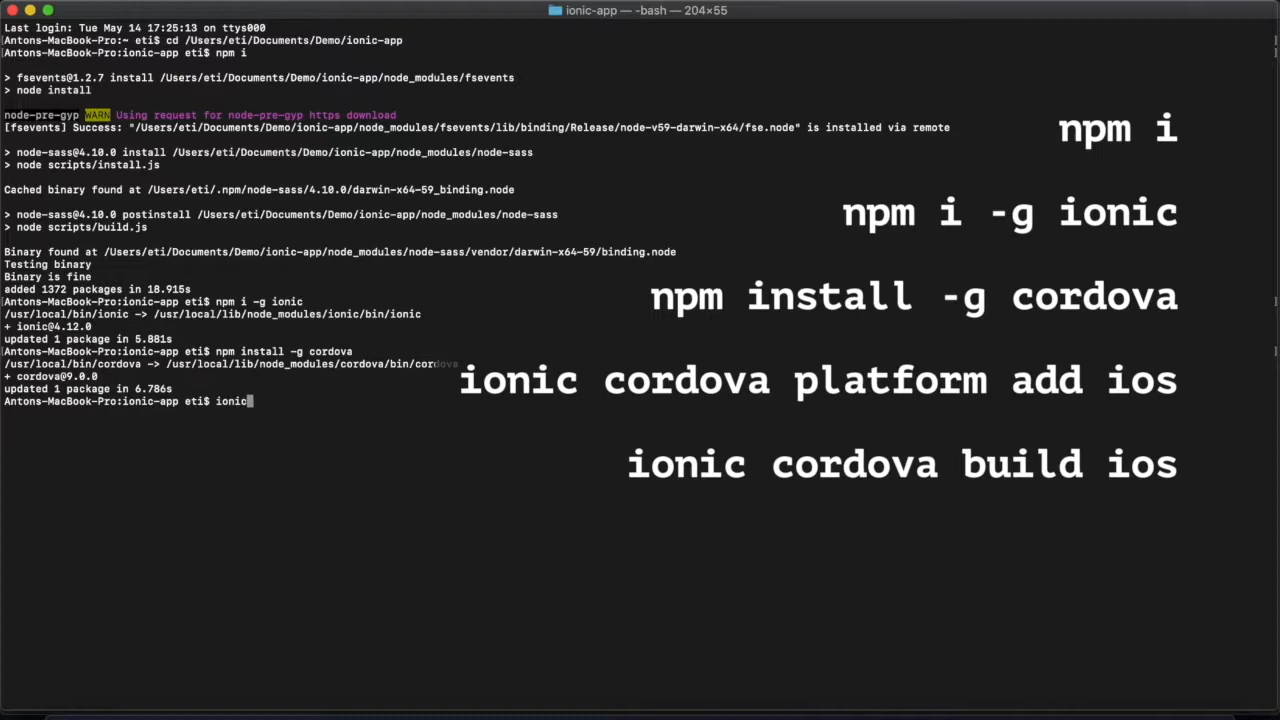 ionic-app — -bash — 204×55
Last login: Tue May 14 17:25:13 on ttys000
[Antons-MacBook-Pro:~ eti$ cd /Users/eti/Documents/Demo/ionic-app
[Antons-MacBook-Pro:ionic-app eti$ npm i
> fsevents@1.2.7 install /Users/eti/Documents/Demo/ionic-app/node_modules/fsevents
> node install
node-pre-gyp WARN Using request for node-pre-gyp https download
[fsevents] Success: "/Users/eti/Documents/Demo/ionic-app/node_modules/fsevents/lib/binding/Release/node-v59-darwin-x64/fse.node" is installed via remote
> node-sass@4.10.0 install /Users/eti/Documents/Demo/ionic-app/node_modules/node-sass
> node scripts/install.js
Cached binary found at /Users/eti/.npm/node-sass/4.10.0/darwin-x64-59_binding.node
> node-sass@4.10.0 postinstall /Users/eti/Documents/Demo/ionic-app/node_modules/node-sass
> node scripts/build.js
Binary found at /Users/eti/Documents/Demo/ionic-app/node_modules/node-sass/vendor/darwin-x64-59/binding.node
Testing binary
Binary is fine
added 1372 packages in 18.915s
[Antons-MacBook-Pro:ionic-app eti$ npm i -g ionic
/usr/local/bin/ionic -> /usr/local/lib/node_modules/ionic/bin/ionic
+ ionic@4.12.0
updated 1 package in 5.881s
[Antons-MacBook-Pro:ionic-app eti$ npm install -g cordova
/usr/local/bin/cordova -> /usr/local/lib/node_modules/cordova/bin/cordova
+ cordova@9.0.0
updated 1 package in 6.786s
Antons-MacBook-Pro:ionic-app eti$ ionic
npm i
npm i -g ionic
npm install -g cordova
ionic cordova platform add ios
ionic cordova build ios